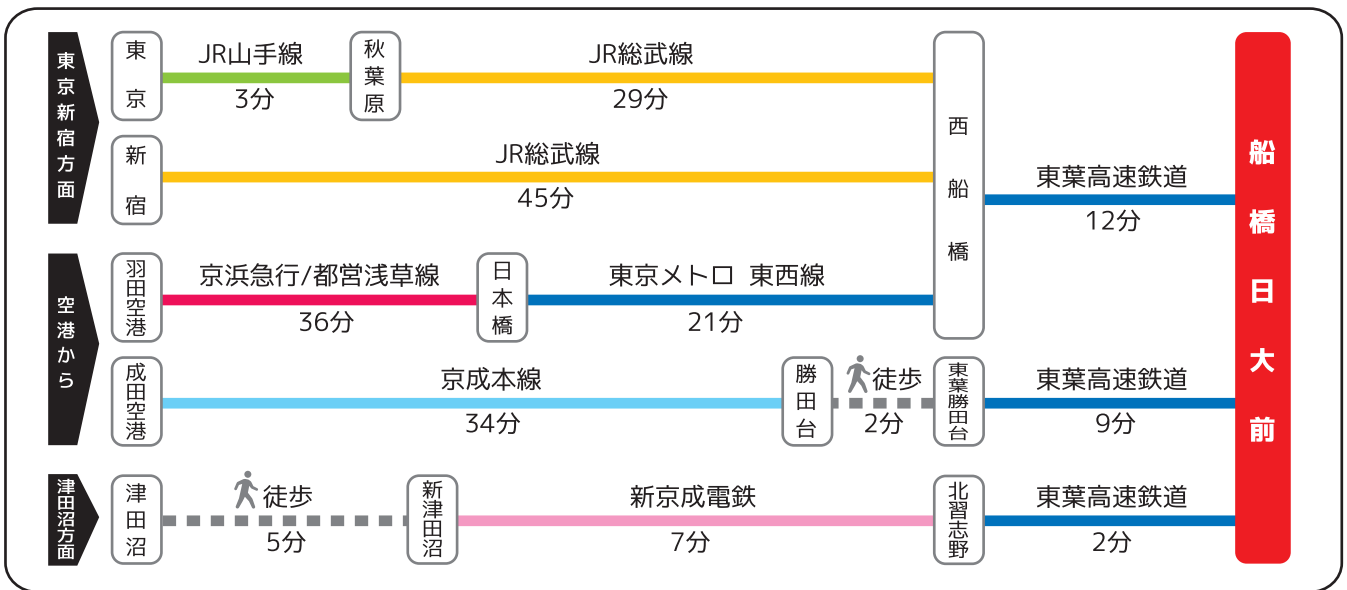 東京新宿方面
東京
JR山手線
3分
秋葉原
JR総武線
29分
新宿
JR総武線
45分
西船橋
東葉高速鉄道
12分
船橋日大前
空港から
羽田空港
京浜急行/都営浅草線
36分
日本橋
東京メトロ 東西線
21分
成田空港
京成本線
34分
勝田台
徒歩
2分
東葉勝田台
東葉高速鉄道
9分
津田沼方面
津田沼
徒歩
5分
新津田沼
新京成電鉄
7分
北習志野
東葉高速鉄道
2分